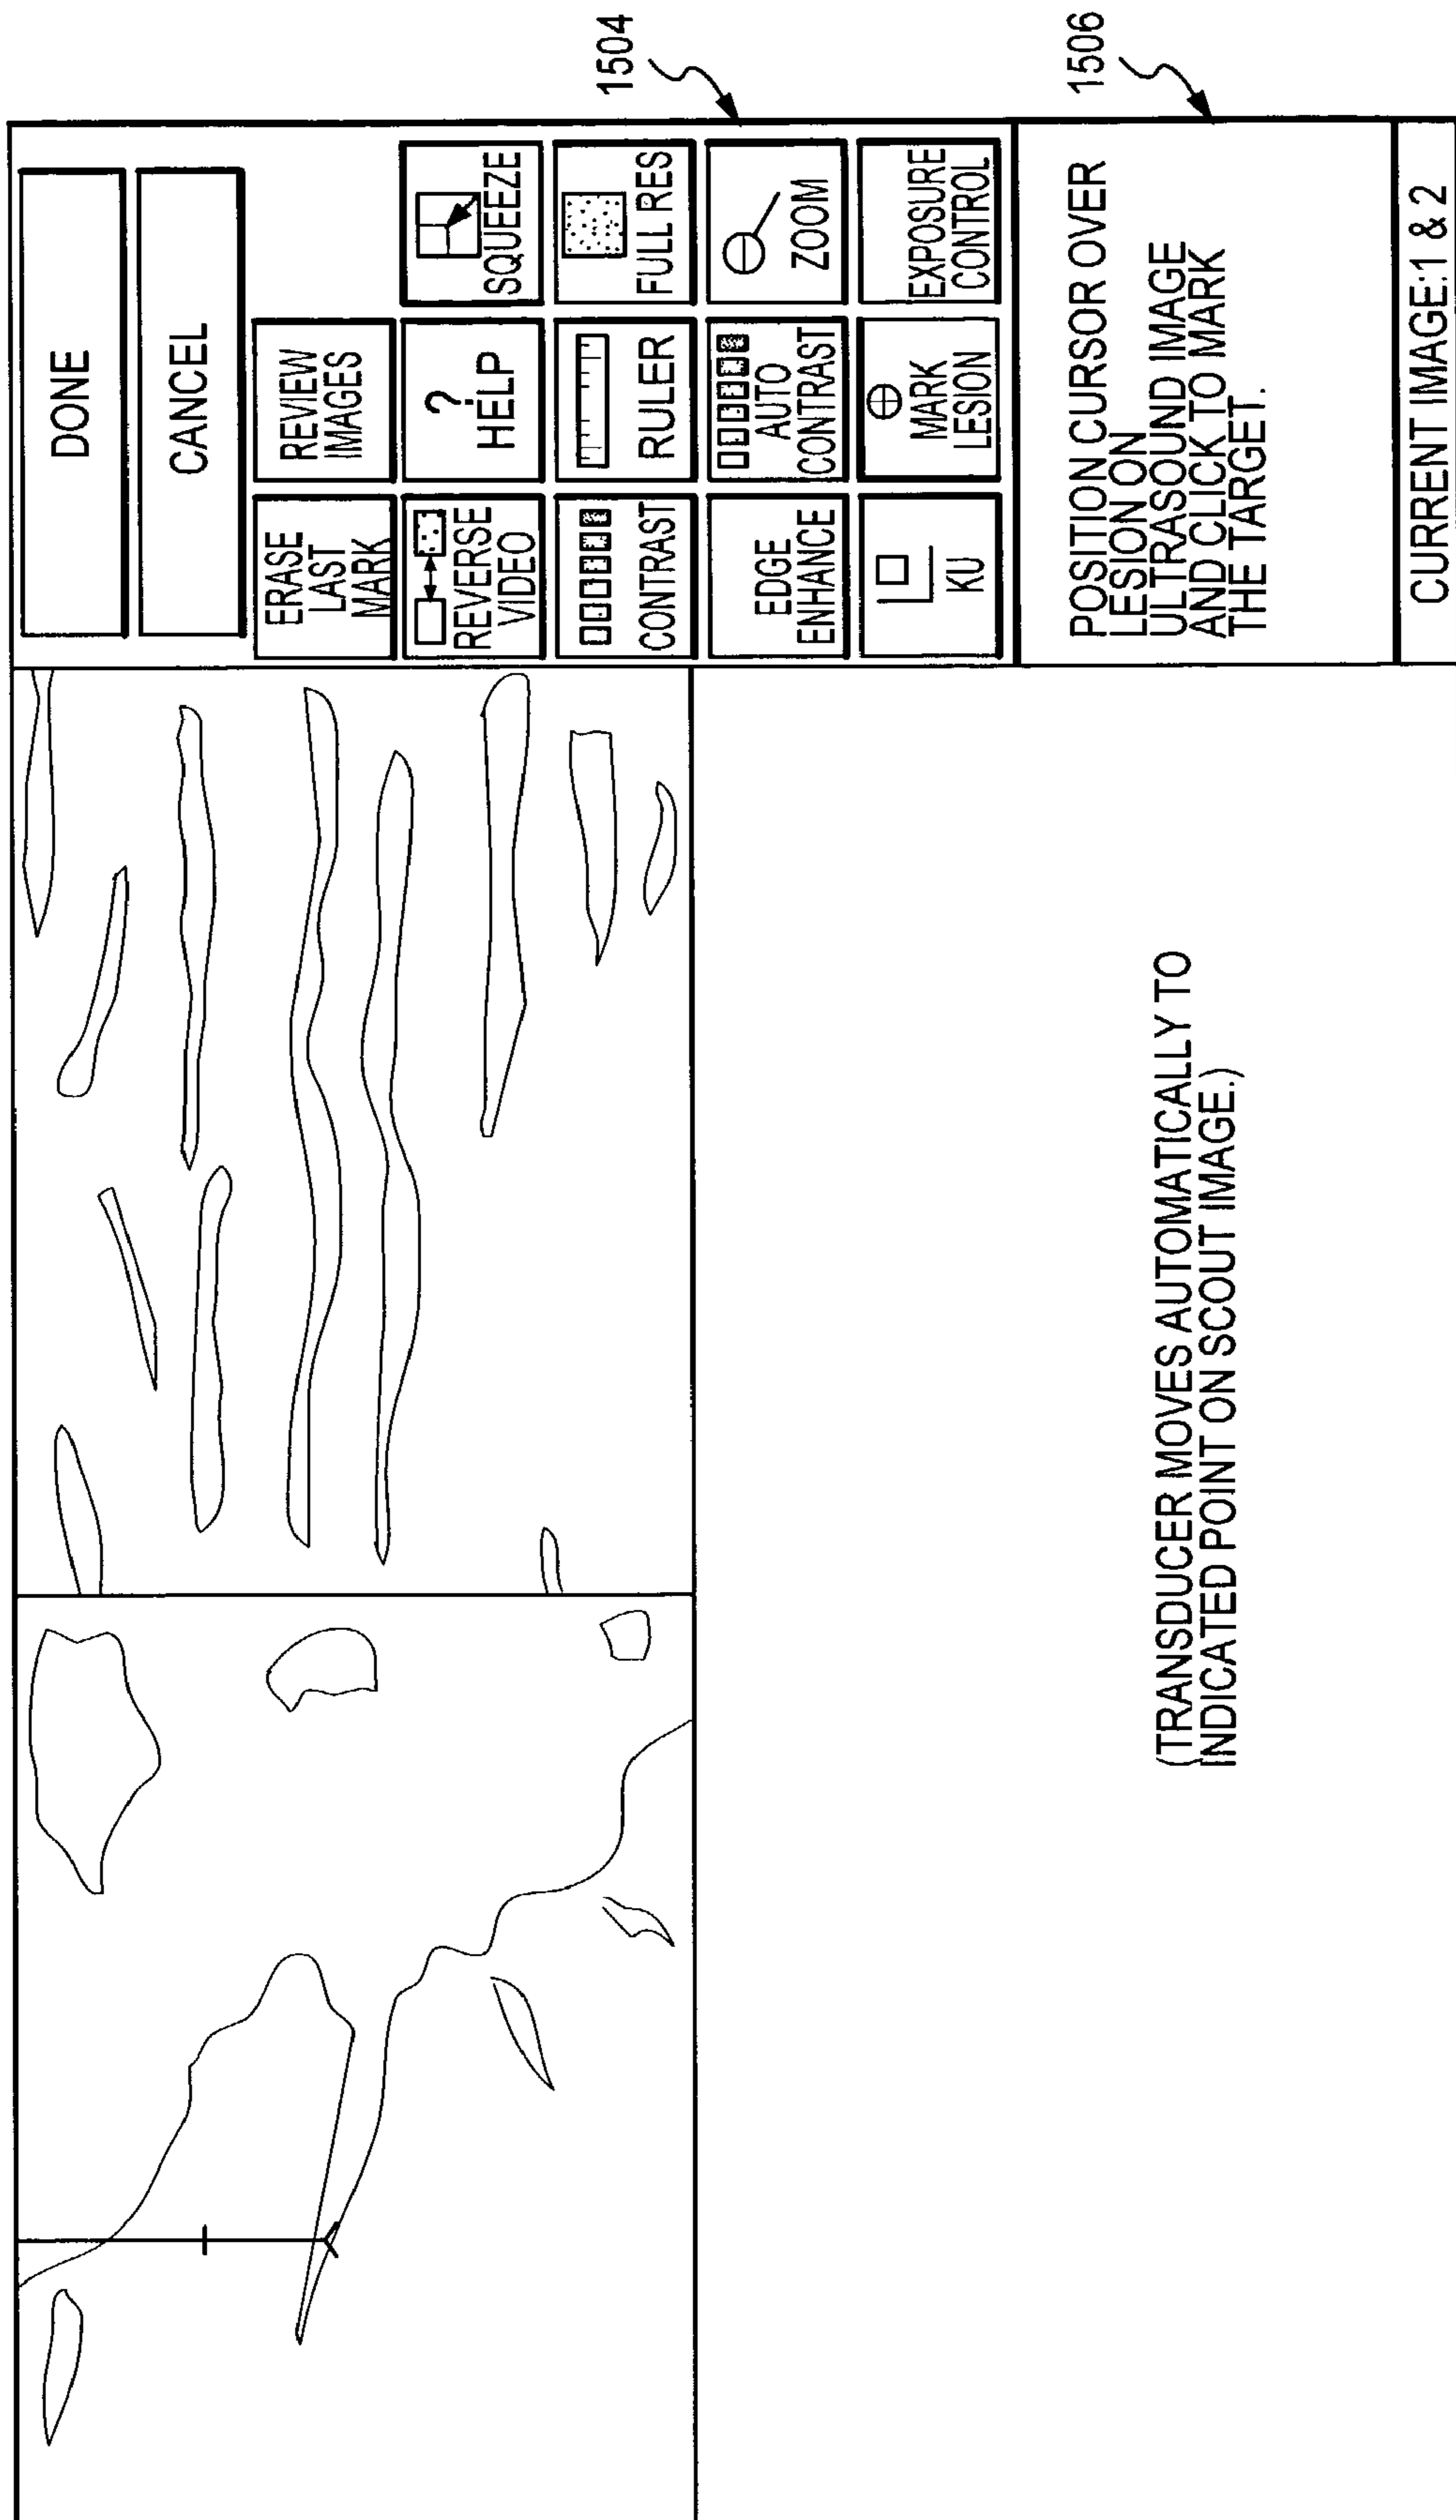 DONE
CANCEL
ERASE
LAST
MARK
REVIEW
IMAGES
REVERSE
VIDEO
?
HELP
SQUEEZE
CONTRAST
RULER
FULL RES
EDGE
ENHANCE
AUTO
CONTRAST
ZOOM
KU
MARK
LESION
EXPOSURE
CONTROL
1504
POSITION CURSOR OVER
LESION ON
ULTRASOUND IMAGE
AND CLICK TO MARK
THE TARGET.
1506
(TRANSDUCER MOVES AUTOMATICALLY TO
INDICATED POINT ON SCOUT IMAGE.)
CURRENT IMAGE:1 & 2